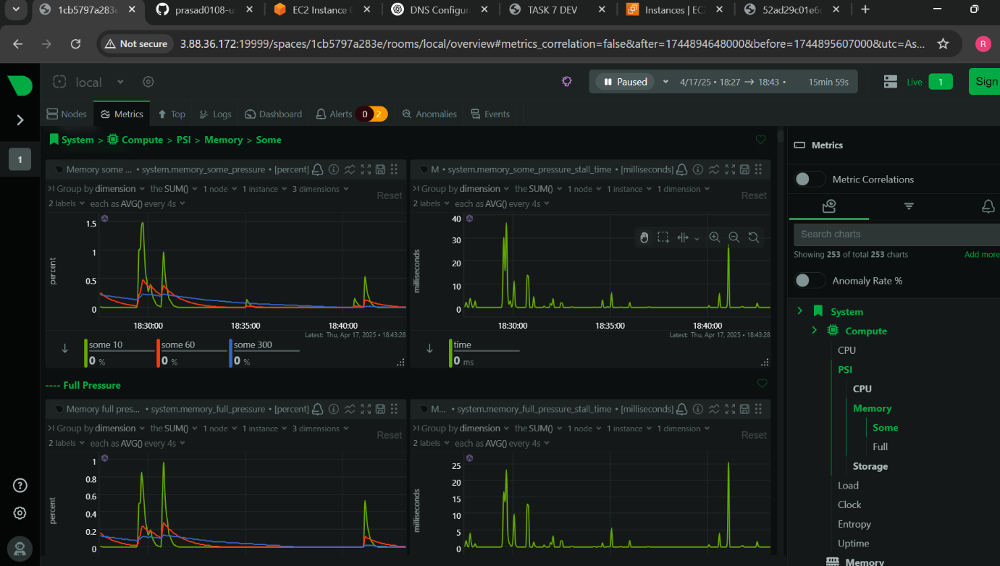 1cb5797a283
prasad0108-u
EC2 Instance
DNS Configur
TASK 7 DEV
Instances | EC
52ad29c01e6
Not secure
3.88.36.172:19999/spaces/1cb5797a283e/rooms/local/overview#metrics_correlation=false&after=1744894648000&before=1744895607000&utc=As...
R
local
Paused
4/17/25 • 18:27 → 18:43 •
15min 59s
Live
1
Sign
Nodes
Metrics
Top
Logs
Dashboard
Alerts
0
2
Anomalies
Events
1
System > Compute > PSI > Memory > Some
Memory some ... • system.memory_some_pressure • [percent]
Group by dimension the SUM() 1 node 1 instance 3 dimensions
Reset
2 labels each as AVG() every 4s
percent
1.5
1
0.5
0
18:30:00
18:35:00
18:40:00
Latest: Thu, Apr 17, 2025 • 18:43:28
some 10
0 %
some 60
0 %
some 300
0 %
M • system.memory_some_pressure_stall_time • [milliseconds]
Group by dimension the SUM() 1 node 1 instance 1 dimension
Reset
2 labels each as AVG() every 4s
milliseconds
40
30
20
10
0
18:30:00
18:35:00
18:40:00
Latest: Thu, Apr 17, 2025 • 18:43:28
time
0 ms
---- Full Pressure
Memory full pres... • system.memory_full_pressure • [percent]
Group by dimension the SUM() 1 node 1 instance 3 dimensions
Reset
2 labels each as AVG() every 4s
percent
1
0.8
0.6
0.4
0.2
0
M... • system.memory_full_pressure_stall_time • [milliseconds]
Group by dimension the SUM() 1 node 1 instance 1 dimension
Reset
2 labels each as AVG() every 4s
milliseconds
25
20
15
10
5
0
Metrics
Metric Correlations
Search charts
Showing 253 of total 253 charts
Add more
Anomaly Rate %
System
Compute
CPU
PSI
CPU
Memory
Some
Full
Storage
Load
Clock
Entropy
Uptime
Memory